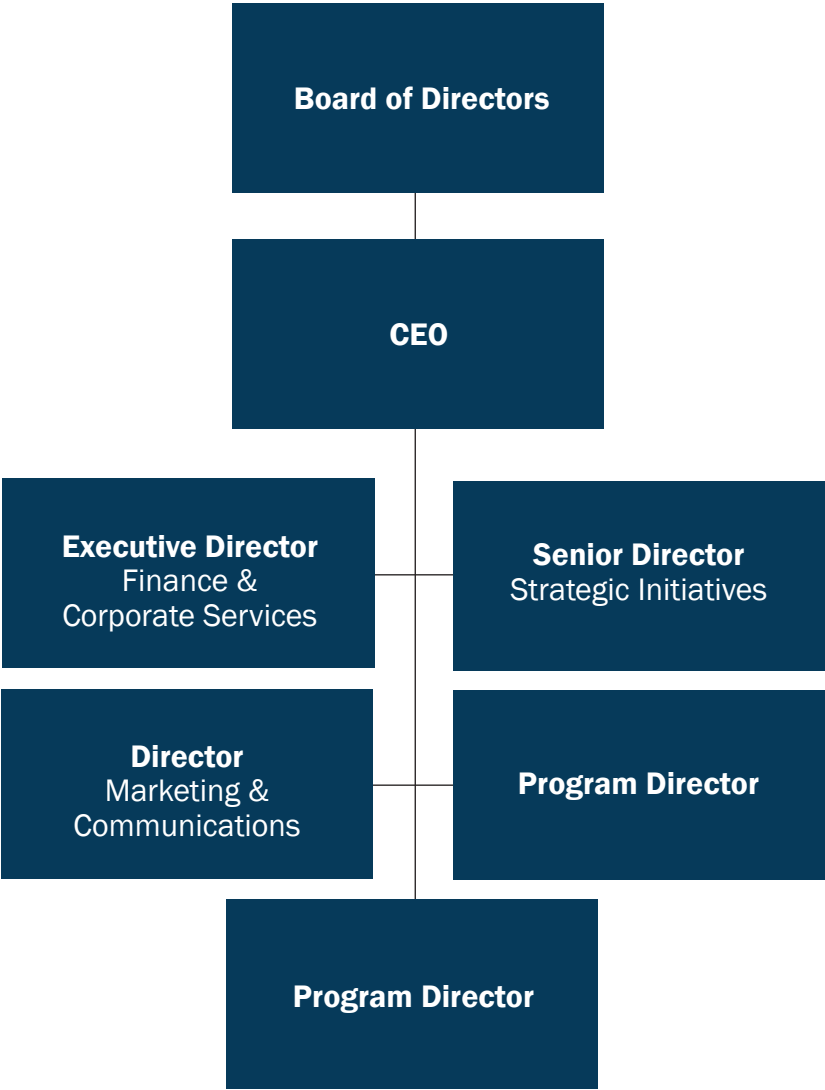 Board of Directors
CEO
Executive Director
Finance &
Corporate Services
Senior Director
Strategic Initiatives
Director
Marketing &
Communications
Program Director
Program Director